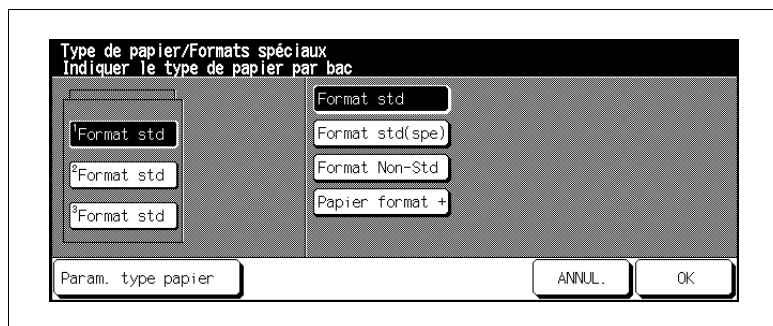 Type de papier/Formats spéciaux
Indiquer le type de papier par bac
1Format std
2Format std
3Format std
Format std
Format std(spe)
Format Non-Std
Papier format +
Param. type papier
ANNUL.
OK